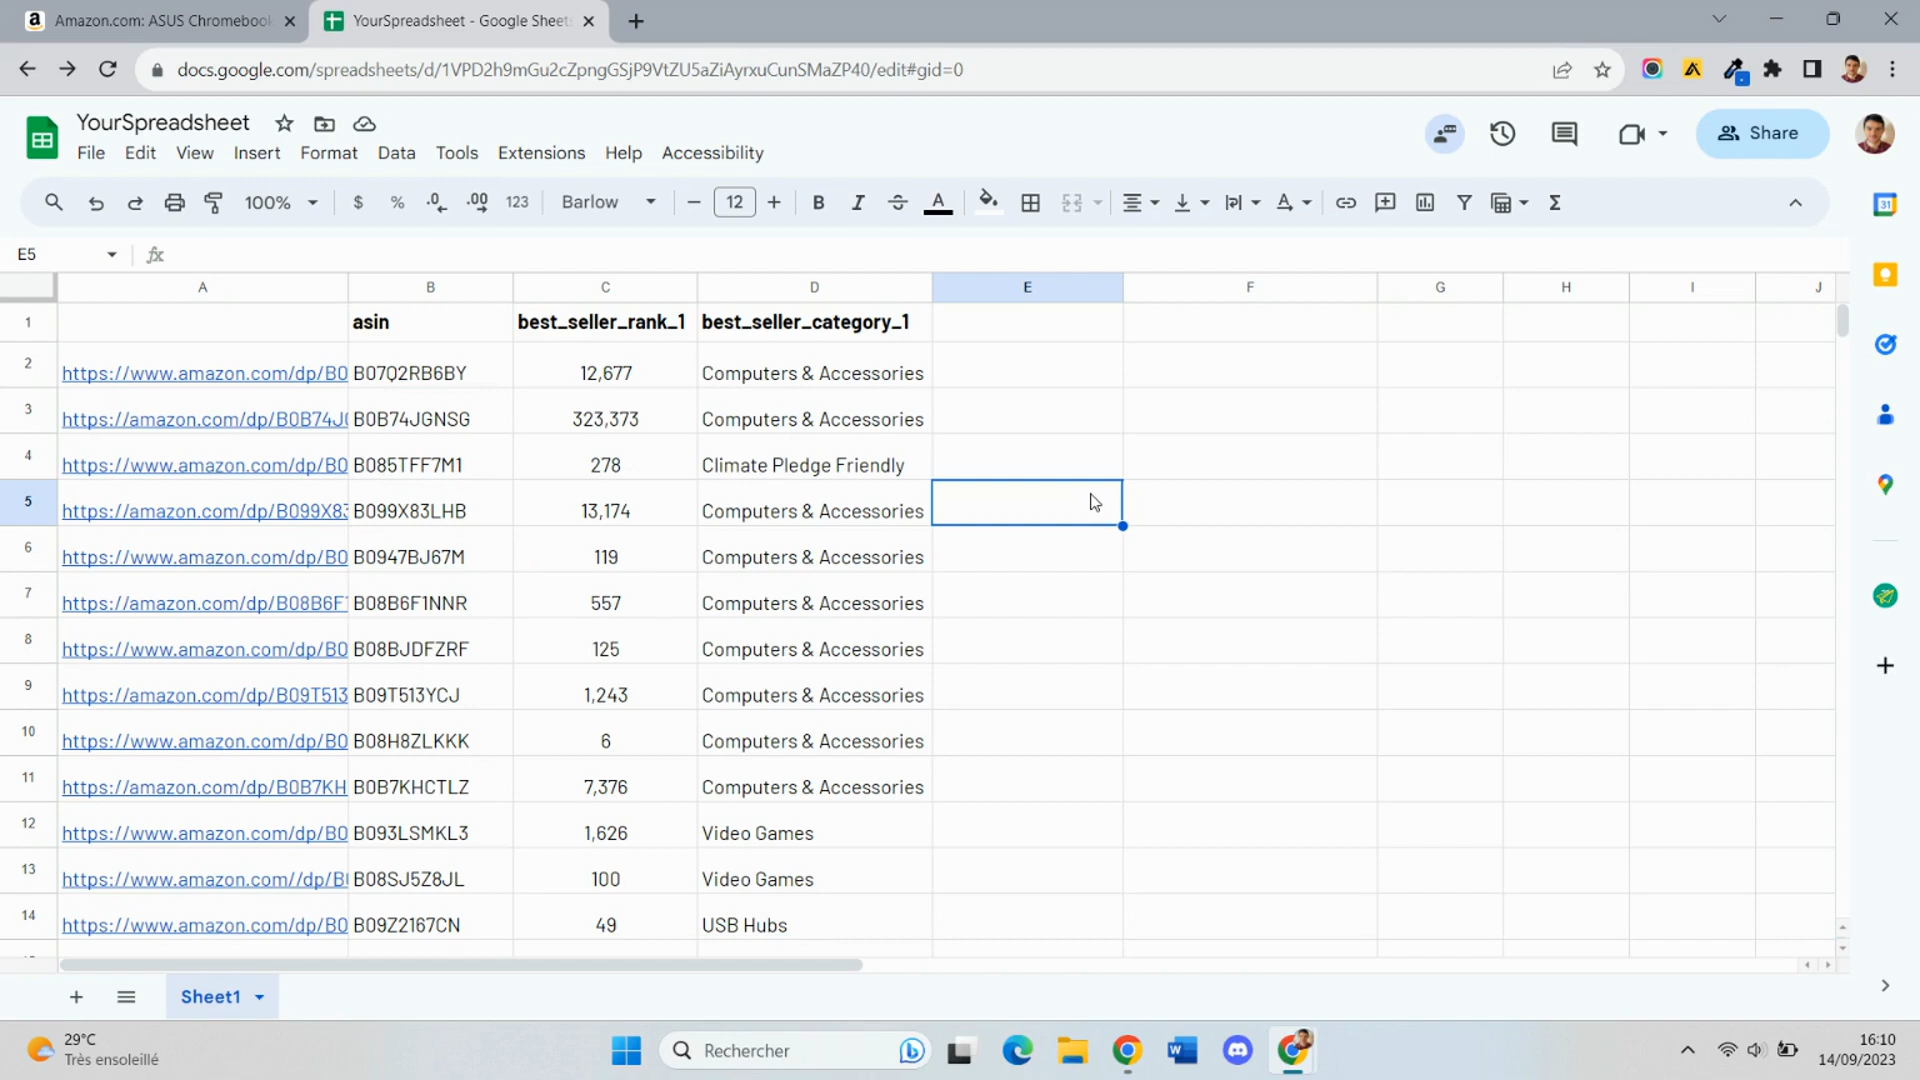 Amazon.com: ASUS Chromebook
YourSpreadsheet - Google Sheets
docs.google.com/spreadsheets/d/1VPD2h9mGu2cZpngGSjP9VtZU5aZiAyrxuCunSMaZP40/edit#gid=0
YourSpreadsheet
File Edit View Insert Format Data Tools Extensions Help Accessibility
Share
100% $ % .0 .00 123 Barlow 12 B I A Σ
31
E5 fx
A B C D E F G H I J
1 asin best_seller_rank_1 best_seller_category_1
2 https://www.amazon.com/dp/B0 B07Q2RB6BY 12,677 Computers & Accessories
3 https://amazon.com/dp/B0B74J B0B74JGNSG 323,373 Computers & Accessories
4 https://www.amazon.com/dp/B0 B085TFF7M1 278 Climate Pledge Friendly
5 https://amazon.com/dp/B099X83 B099X83LHB 13,174 Computers & Accessories
6 https://www.amazon.com/dp/B0 B0947BJ67M 119 Computers & Accessories
7 https://amazon.com/dp/B08B6F1 B08B6F1NNR 557 Computers & Accessories
8 https://www.amazon.com/dp/B0 B08BJDFZRF 125 Computers & Accessories
9 https://amazon.com/dp/B09T513 B09T513YCJ 1,243 Computers & Accessories
10 https://www.amazon.com/dp/B0 B08H8ZLKKK 6 Computers & Accessories
11 https://amazon.com/dp/B0B7KH B0B7KHCTLZ 7,376 Computers & Accessories
12 https://www.amazon.com/dp/B0 B093LSMKL3 1,626 Video Games
13 https://www.amazon.com//dp/B B08SJ5Z8JL 100 Video Games
14 https://www.amazon.com/dp/B0 B09Z2167CN 49 USB Hubs
Sheet1
29°C
Très ensoleillé
Rechercher
16:10
14/09/2023